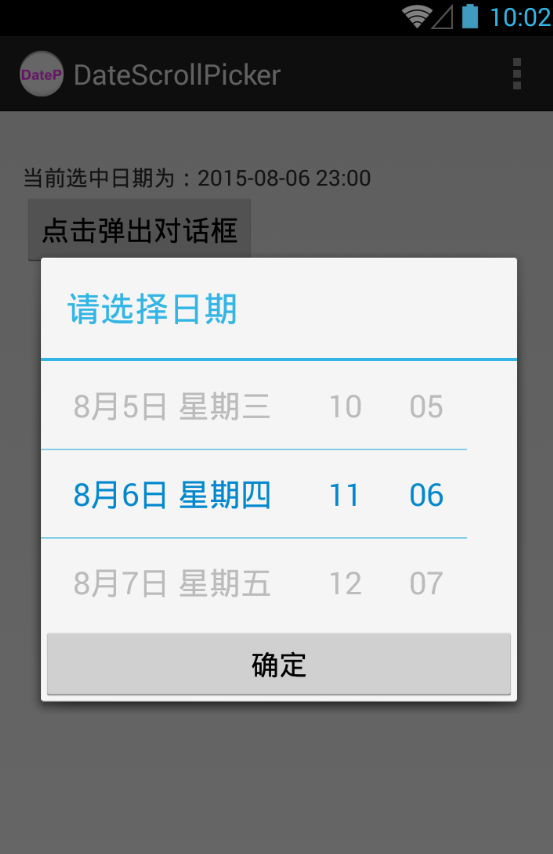 10:02
DateP DateScrollPicker
当前选中日期为：2015-08-06 23:00
点击弹出对话框
请选择日期
8月5日 星期三 10 05
8月6日 星期四 11 06
8月7日 星期五 12 07
确定